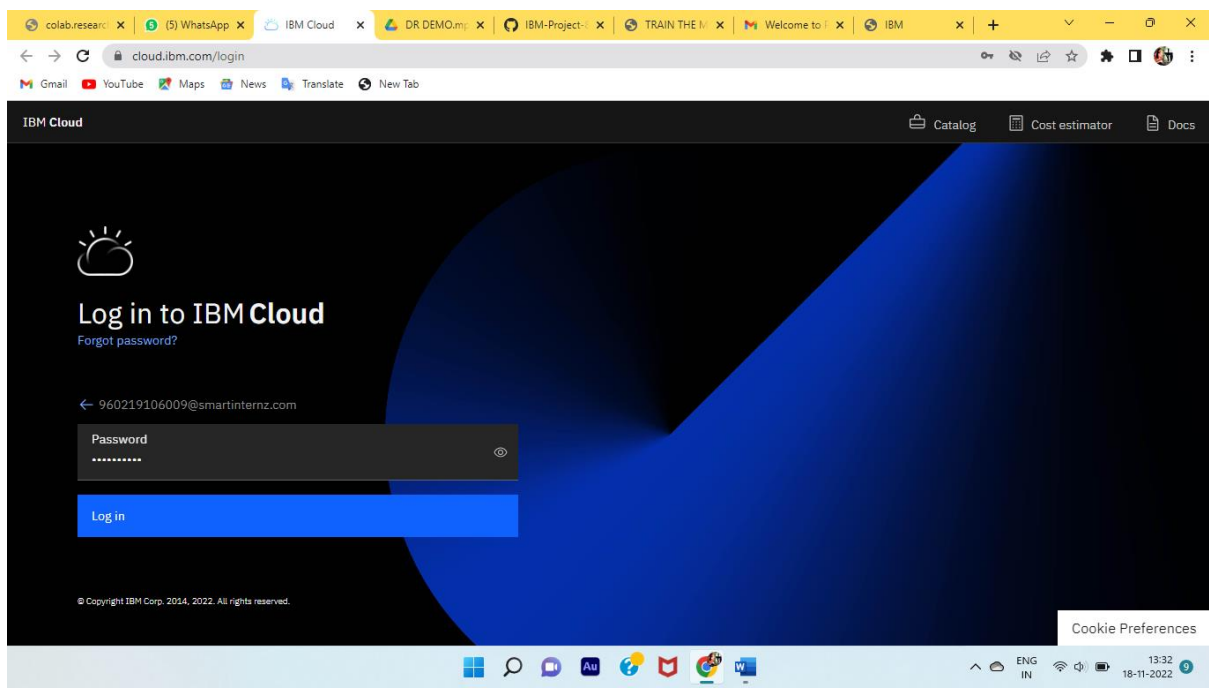 colab.researc (5) WhatsApp IBM Cloud DR DEMO.mp IBM-Project- TRAIN THE M Welcome to IBM
cloud.ibm.com/login
Gmail YouTube Maps News Translate New Tab
IBM Cloud Catalog Cost estimator Docs
Log in to IBM Cloud
Forgot password?
← 960219106009@smartinternz.com
Password
••••••••••
Log in
© Copyright IBM Corp. 2014, 2022. All rights reserved.
Cookie Preferences
Au W ENG 13:32
IN 18-11-2022 9